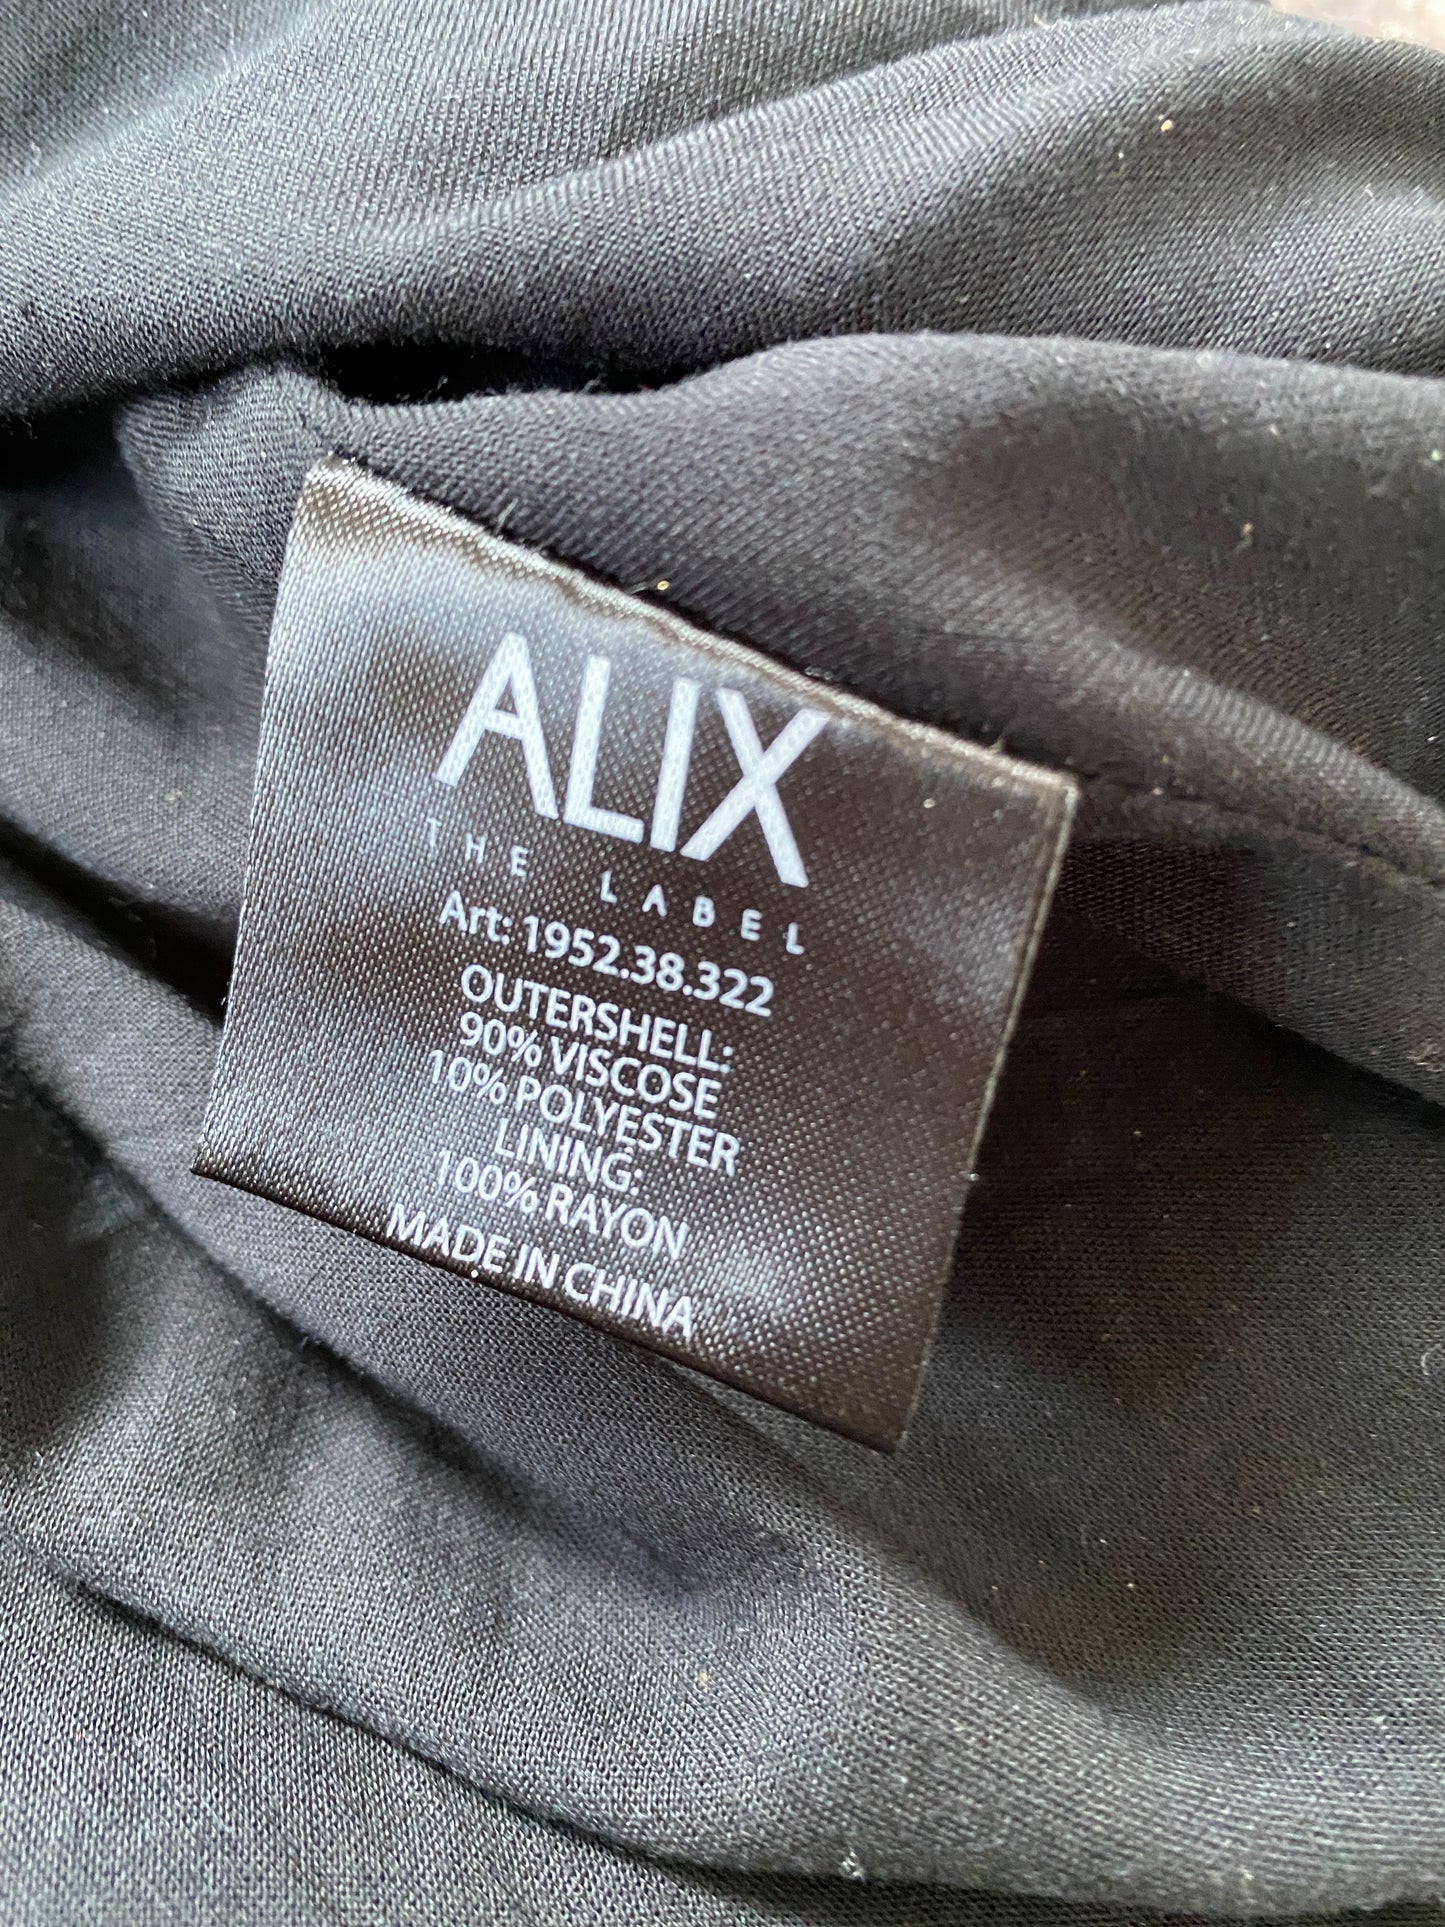 ALIX
THE LABEL
Art: 1952.38.322
OUTERSHELL:
90% VISCOSE
10% POLYESTER
LINING:
100% RAYON
MADE IN CHINA